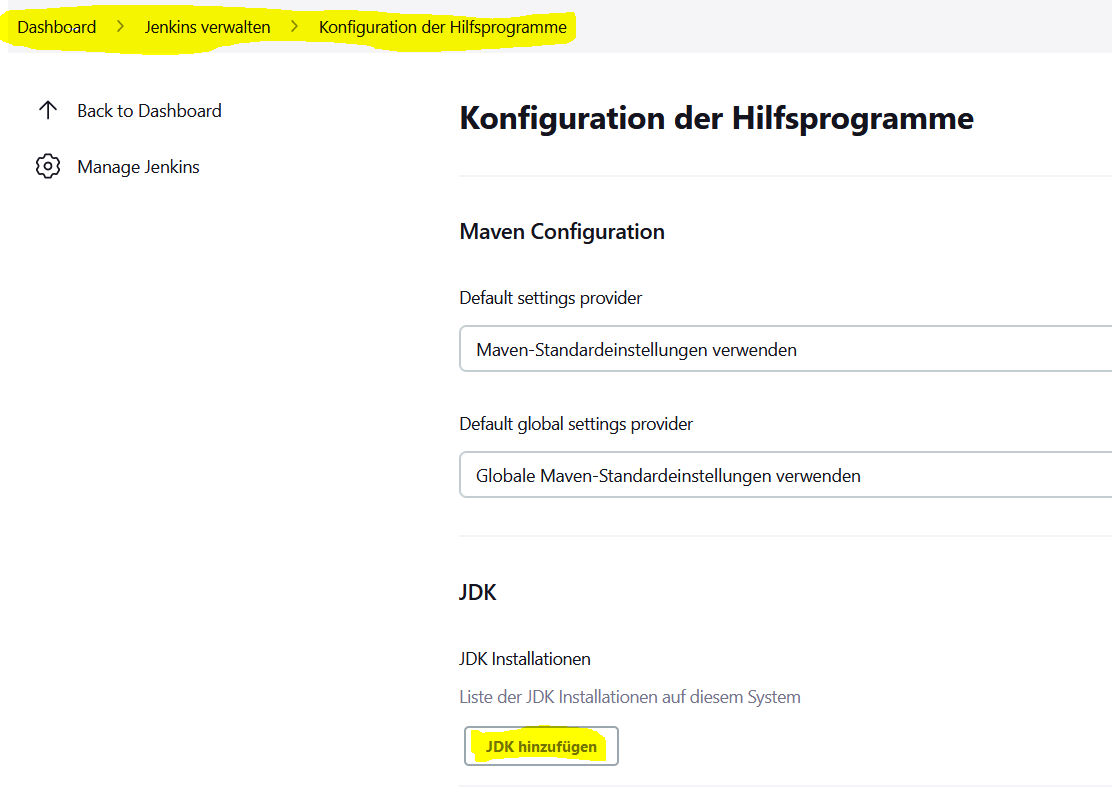 Dashboard > Jenkins verwalten > Konfiguration der Hilfsprogramme
Back to Dashboard
Manage Jenkins
Konfiguration der Hilfsprogramme
Maven Configuration
Default settings provider
Maven-Standardeinstellungen verwenden
Default global settings provider
Globale Maven-Standardeinstellungen verwenden
JDK
JDK Installationen
Liste der JDK Installationen auf diesem System
JDK hinzufügen